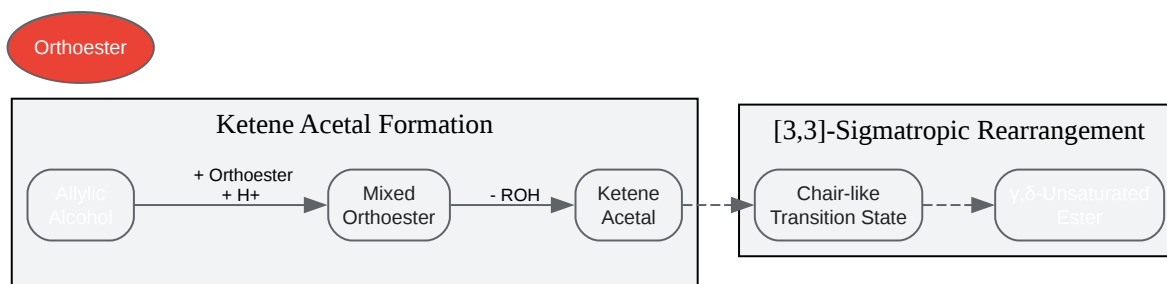 Orthoester
Ketene Acetal Formation
[3,3]-Sigmatropic Rearrangement
Allylic
Alcohol
+ Orthoester
+ H+
Mixed
Orthoester
- ROH
Ketene
Acetal
Chair-like
Transition State
γ,δ-Unsaturated
Ester